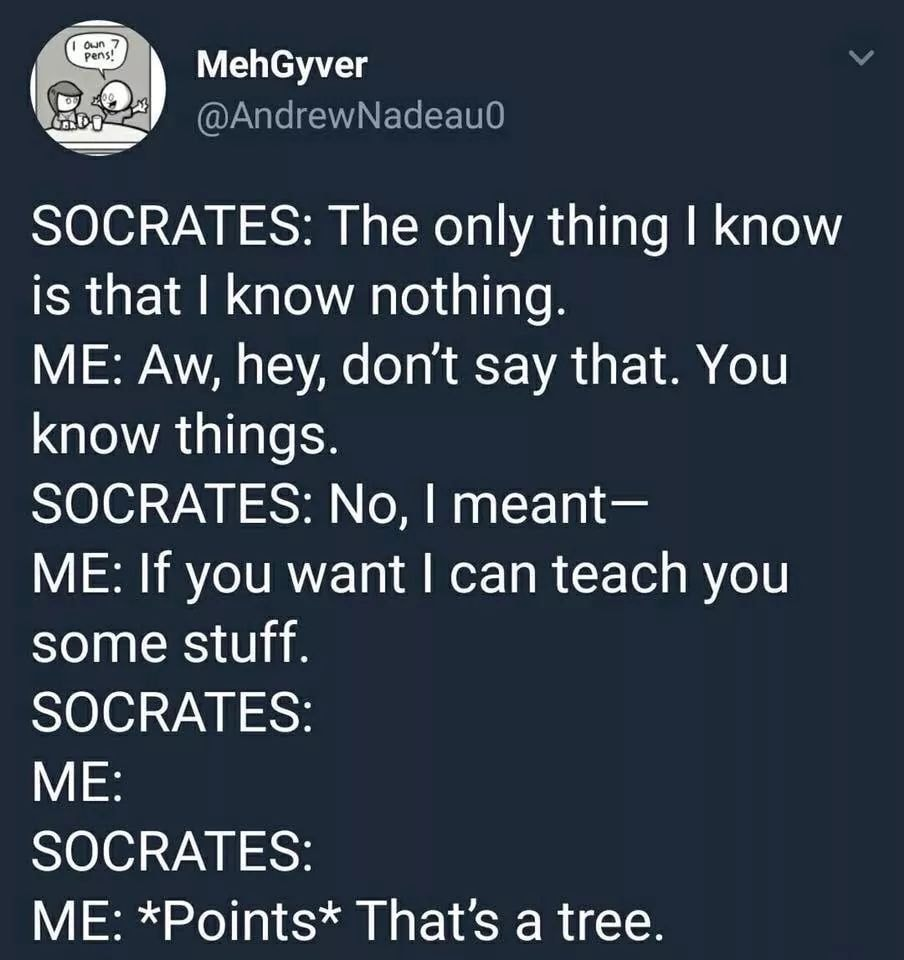 I own 7
pens!
MehGyver
@AndrewNadeau0
SOCRATES: The only thing I know
is that I know nothing.
ME: Aw, hey, don't say that. You
know things.
SOCRATES: No, I meant—
ME: If you want I can teach you
some stuff.
SOCRATES:
ME:
SOCRATES:
ME: *Points* That's a tree.